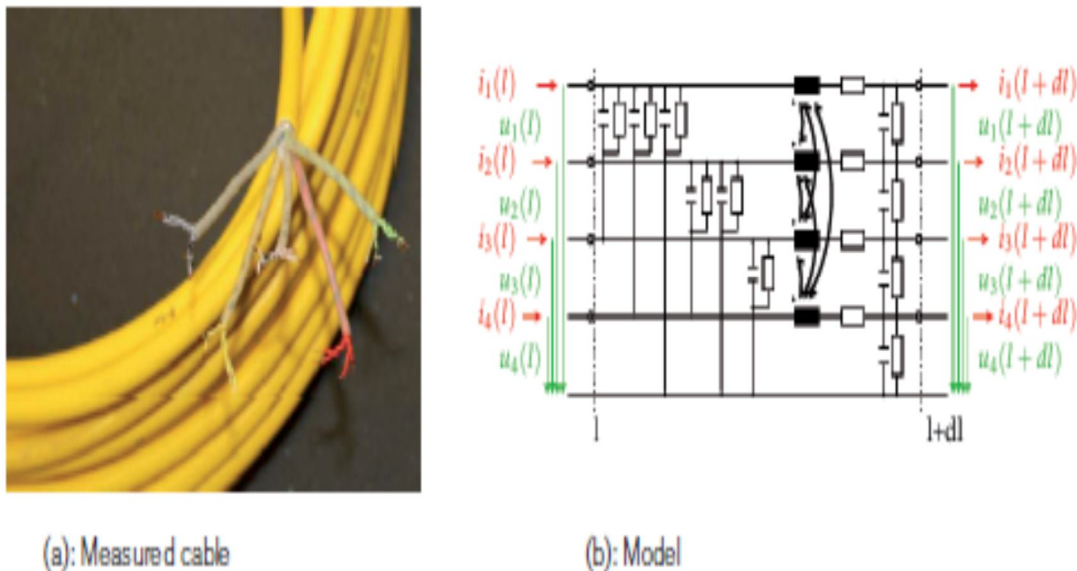 i₁(l) i₁(l + dl)
u₁(l) u₁(l + dl)
i₂(l) i₂(l + dl)
u₂(l) u₂(l + dl)
i₃(l) i₃(l + dl)
u₃(l) u₃(l + dl)
i₄(l) i₄(l + dl)
u₄(l) u₄(l + dl)
l l+dl
(a): Measured cable (b): Model